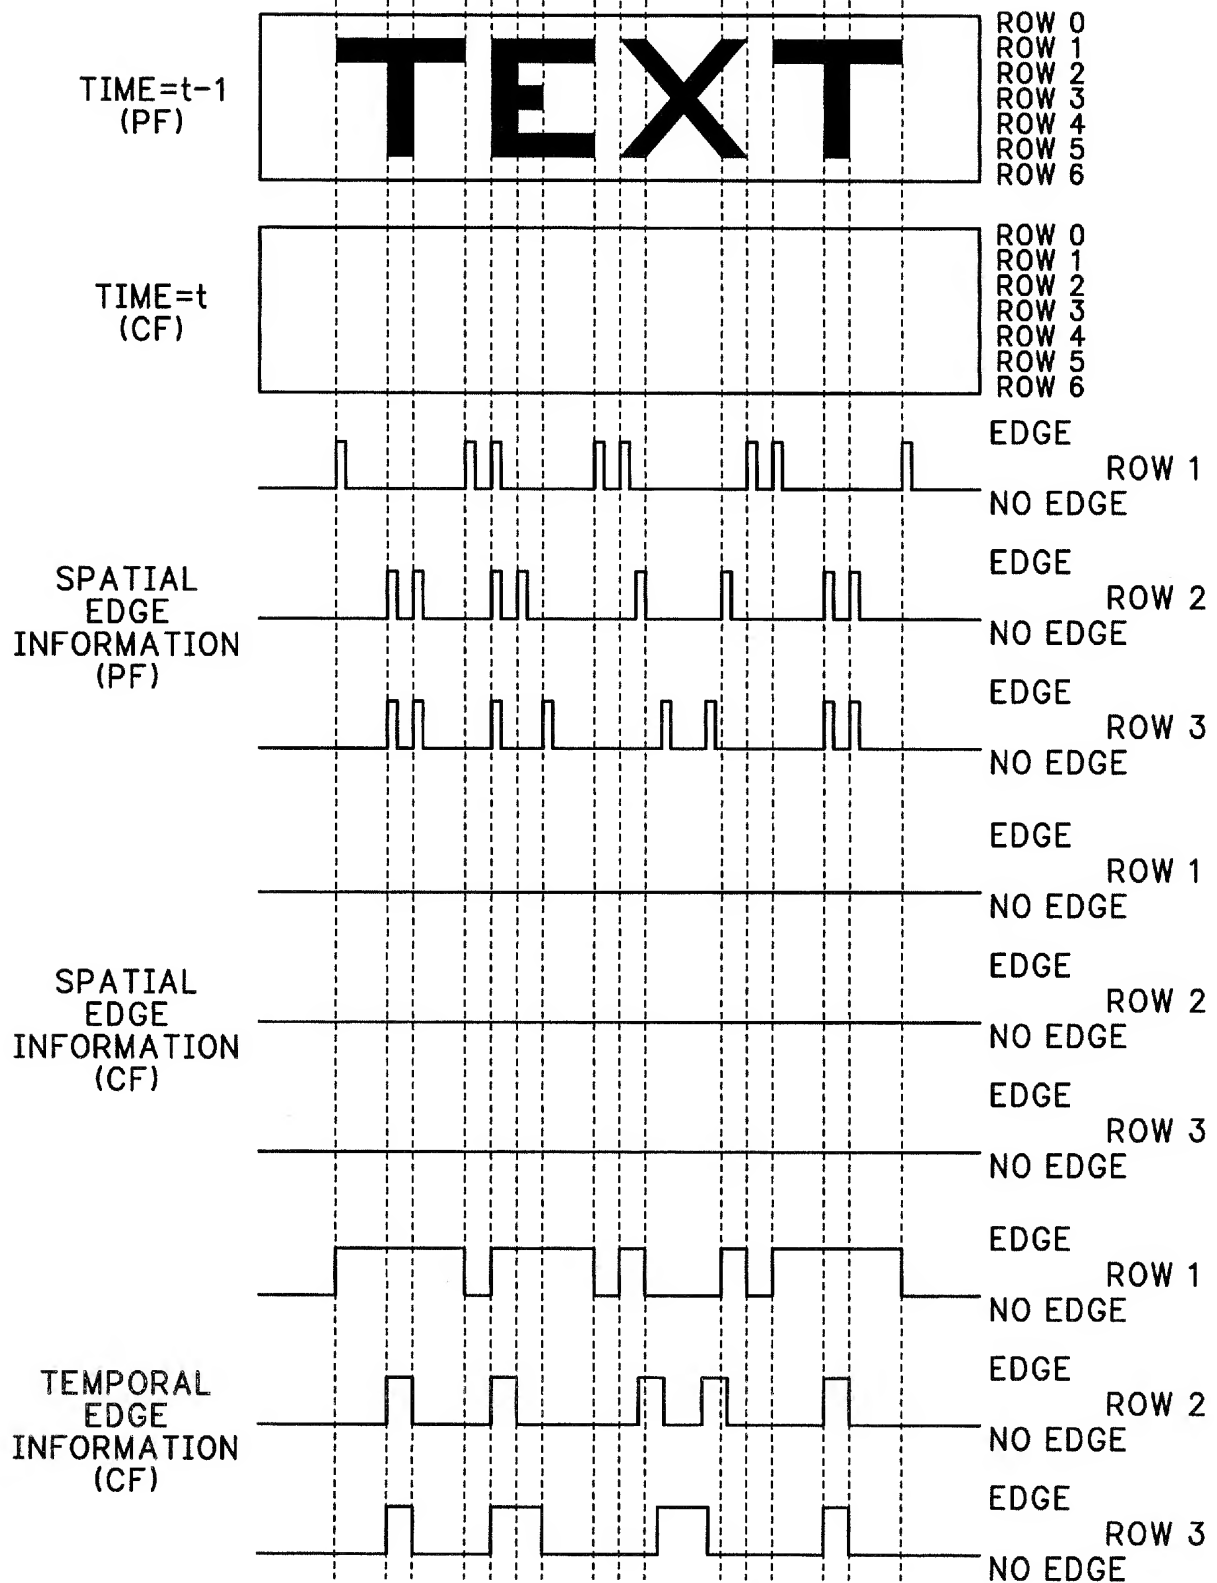 TIME=t-1
(PF)
TEXT
ROW 0
ROW 1
ROW 2
ROW 3
ROW 4
ROW 5
ROW 6
TIME=t
(CF)
ROW 0
ROW 1
ROW 2
ROW 3
ROW 4
ROW 5
ROW 6
SPATIAL
EDGE
INFORMATION
(PF)
EDGE
ROW 1
NO EDGE
EDGE
ROW 2
NO EDGE
EDGE
ROW 3
NO EDGE
SPATIAL
EDGE
INFORMATION
(CF)
EDGE
ROW 1
NO EDGE
EDGE
ROW 2
NO EDGE
EDGE
ROW 3
NO EDGE
TEMPORAL
EDGE
INFORMATION
(CF)
EDGE
ROW 1
NO EDGE
EDGE
ROW 2
NO EDGE
EDGE
ROW 3
NO EDGE